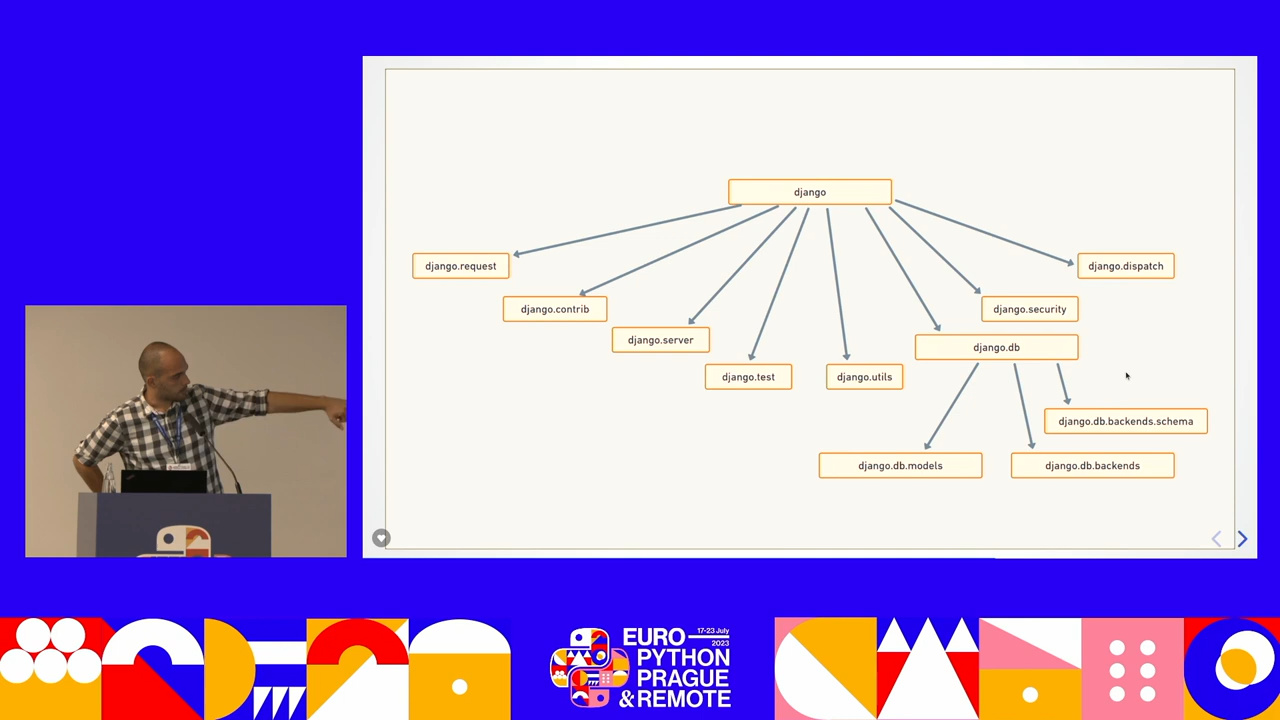 django
django.request
django.dispatch
django.contrib
django.security
django.server
django.db
django.test
django.utils
django.db.backends.schema
django.db.models
django.db.backends
EURO
17-23 July
2023
PYTHON
PRAGUE
& REMOTE